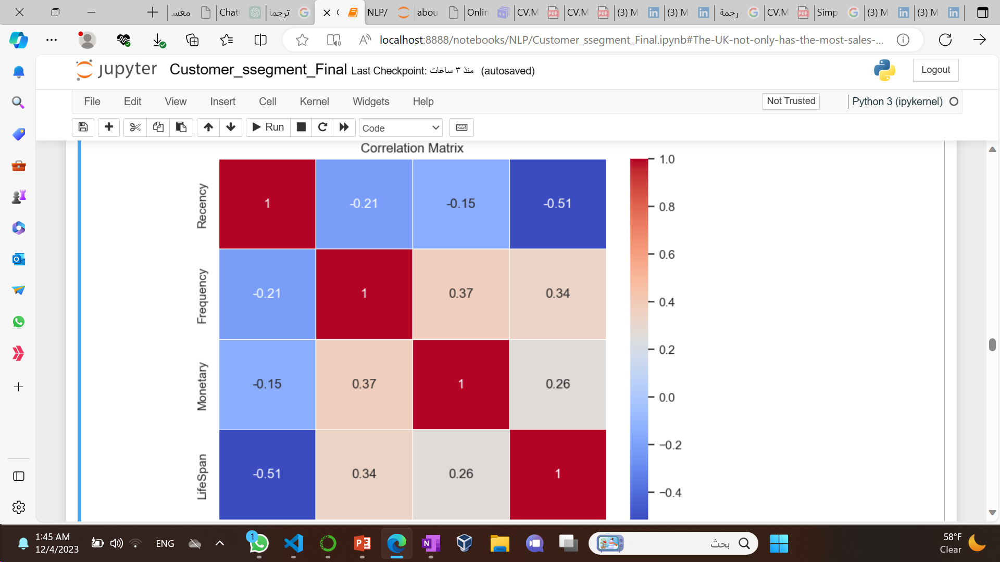 معس
Chat
ترجمة
NLP/
abou
Onlin
CV.M
CV.M
(3) M
(3) M
رجمة
CV.M
Simp
(3) M
(3) M
localhost:8888/notebooks/NLP/Customer_ssegment_Final.ipynb#The-UK-not-only-has-the-most-sales-...
jupyter Customer_ssegment_Final Last Checkpoint: منذ ٣ ساعات (autosaved)
Logout
File Edit View Insert Cell Kernel Widgets Help
Not Trusted
Python 3 (ipykernel)
Run
Code
Correlation Matrix
Recency 1 -0.21 -0.15 -0.51
Frequency -0.21 1 0.37 0.34
Monetary -0.15 0.37 1 0.26
LifeSpan -0.51 0.34 0.26 1
1.0
0.8
0.6
0.4
0.2
0.0
−0.2
−0.4
1:45 AM
12/4/2023
ENG
1
بحث
58°F
Clear